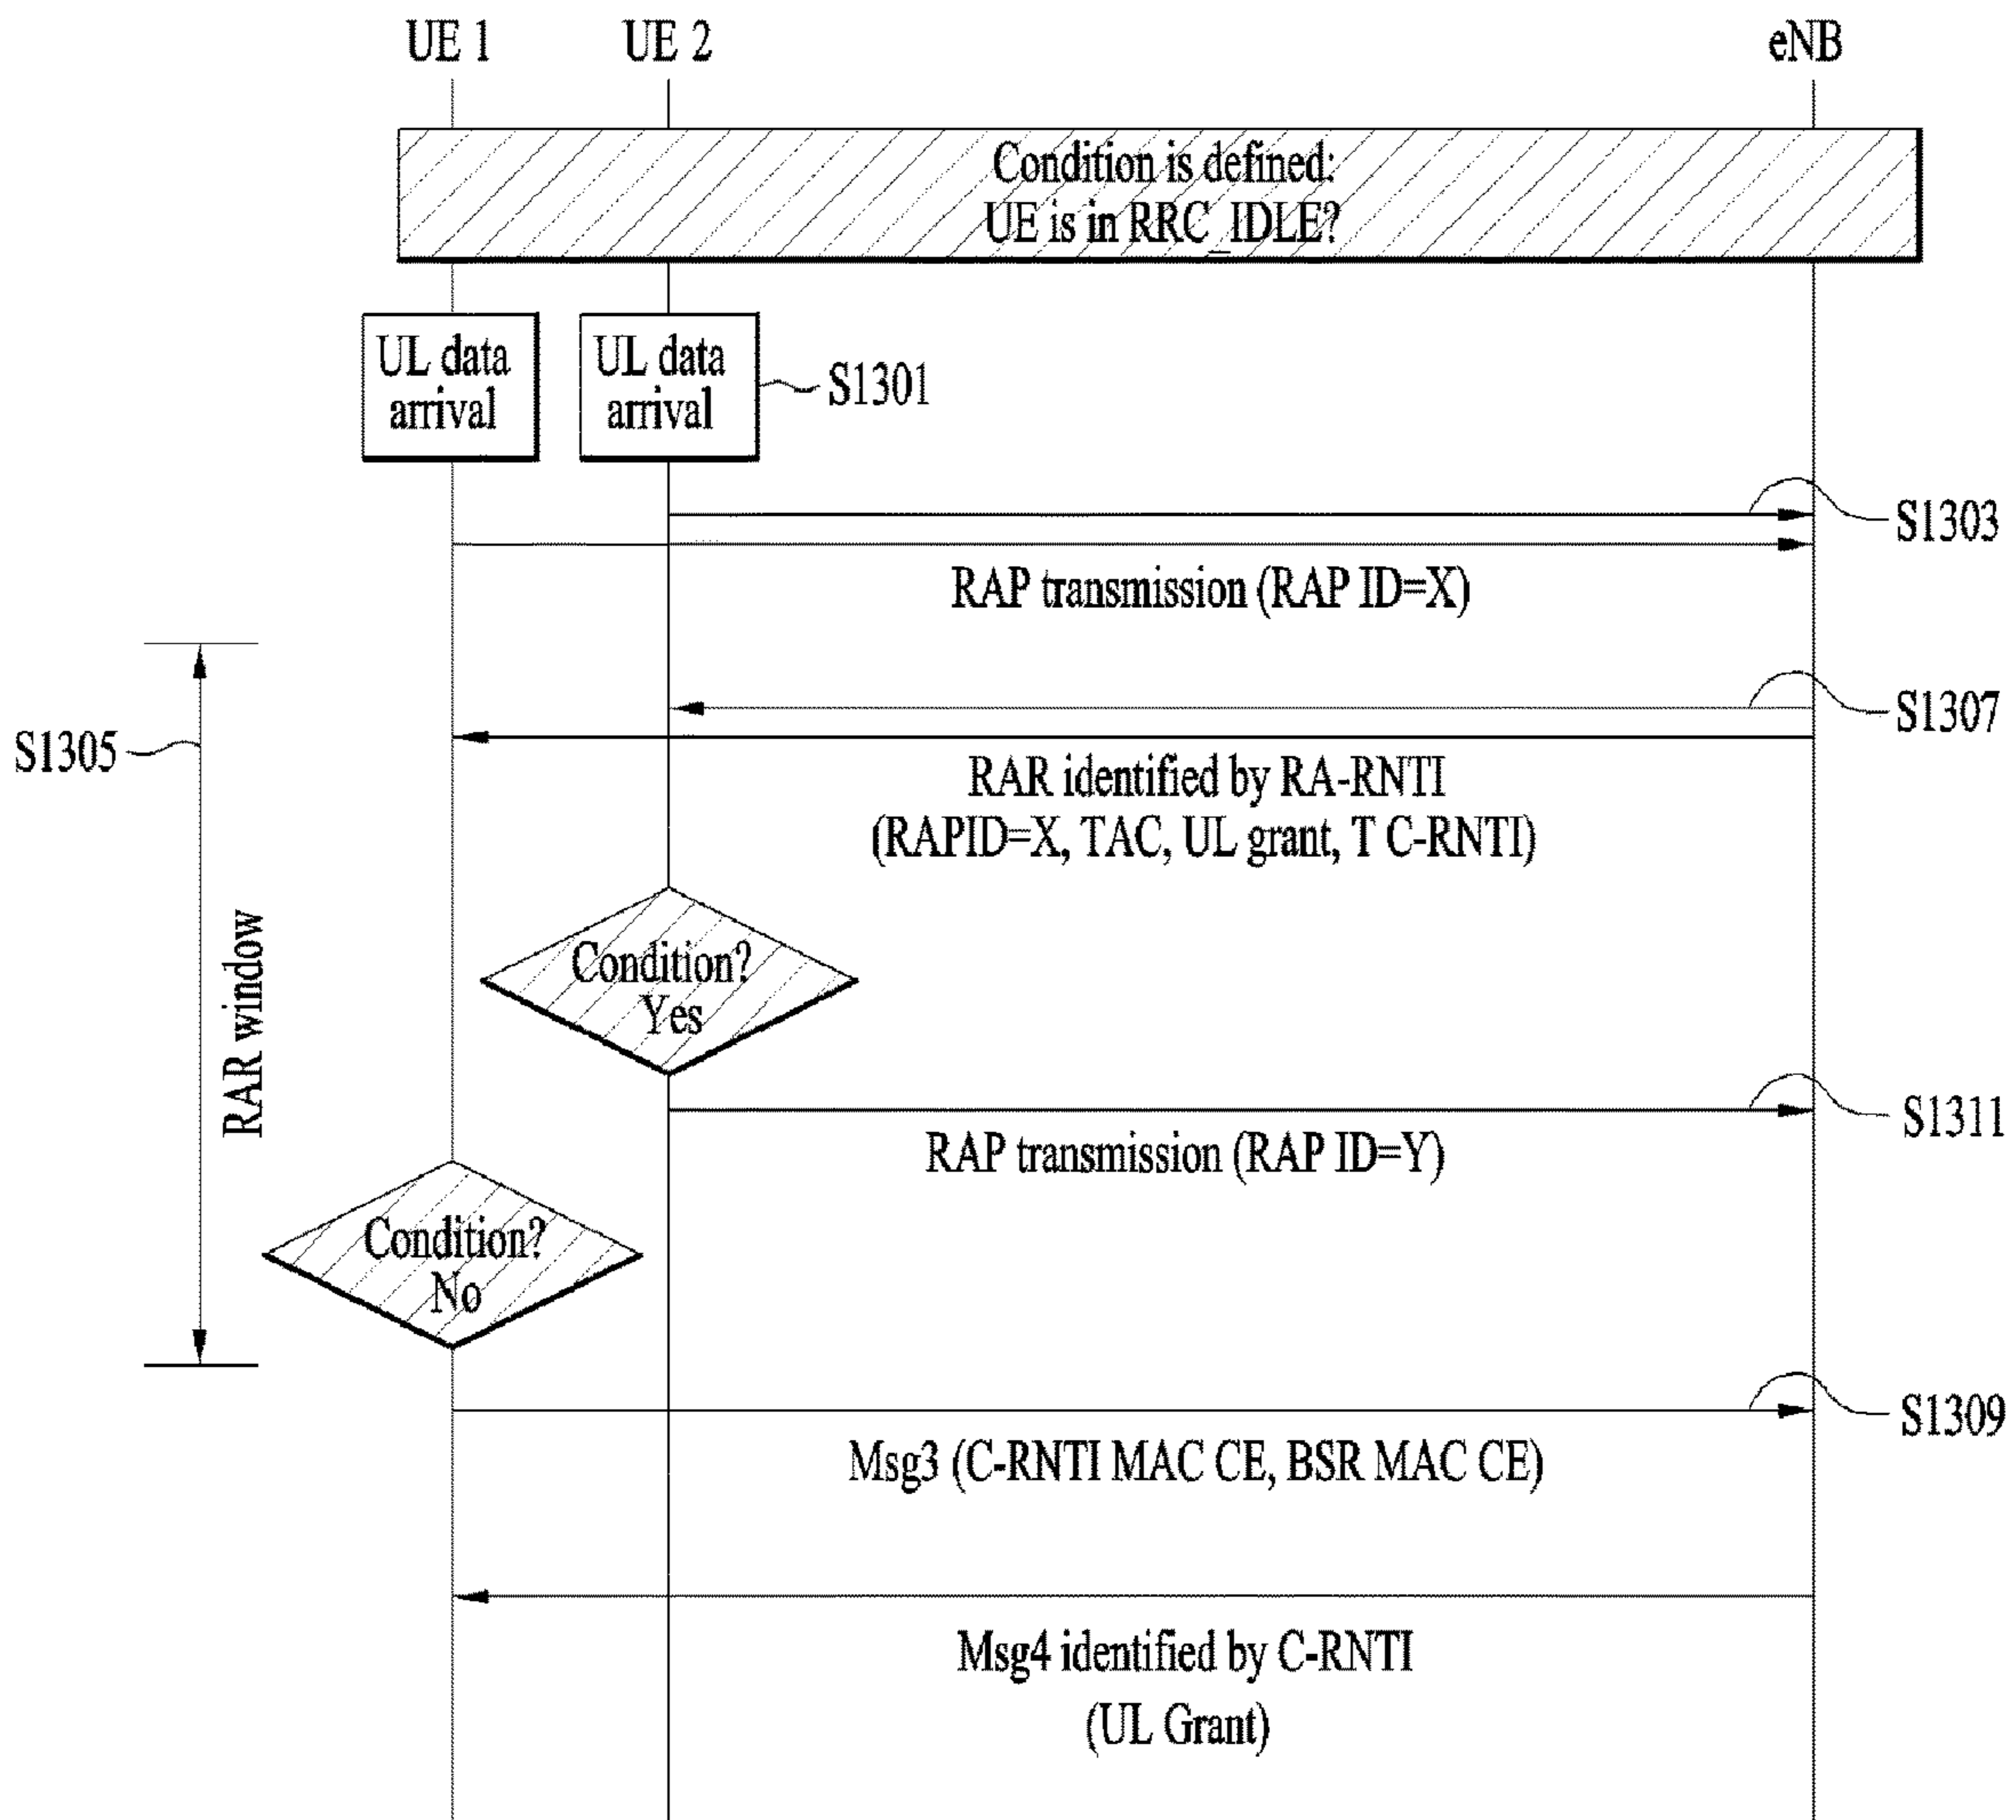 UE 1
UE 2
eNB
Condition is defined:
UE is in RRC_IDLE?
UL data
arrival
UL data
arrival
S1301
S1303
RAP transmission (RAP ID=X)
S1307
S1305
RAR identified by RA-RNTI
(RAPID=X, TAC, UL grant, T C-RNTI)
RAR window
Condition?
Yes
S1311
RAP transmission (RAP ID=Y)
Condition?
No
S1309
Msg3 (C-RNTI MAC CE, BSR MAC CE)
Msg4 identified by C-RNTI
(UL Grant)